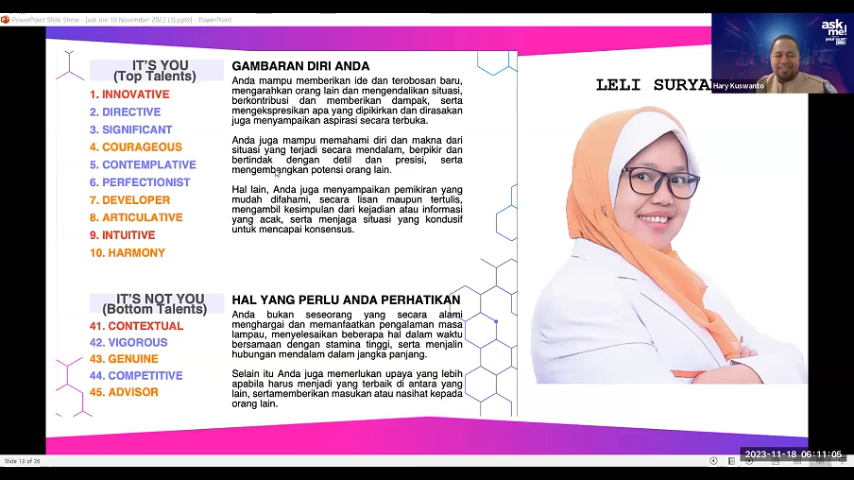 PowerPoint Slide Show - [ask me 16 November 2023 (1).pptx] - PowerPoint
ask
me!
Hary Kuswanto
IT'S YOU
(Top Talents)
1. INNOVATIVE
2. DIRECTIVE
3. SIGNIFICANT
4. COURAGEOUS
5. CONTEMPLATIVE
6. PERFECTIONIST
7. DEVELOPER
8. ARTICULATIVE
9. INTUITIVE
10. HARMONY
GAMBARAN DIRI ANDA
Anda mampu memberikan ide dan terobosan baru,
mengarahkan orang lain dan mengendalikan situasi,
berkontribusi dan memberikan dampak, serta
mengekspresikan apa yang dipikirkan dan dirasakan
juga menyampaikan aspirasi secara terbuka.
Anda juga mampu memahami diri dan makna dari
situasi yang terjadi secara mendalam, berpikir dan
bertindak dengan detil dan presisi, serta
mengembangkan potensi orang lain.
Hal lain, Anda juga menyampaikan pemikiran yang
mudah difahami, secara lisan maupun tertulis,
mengambil kesimpulan dari kejadian atau informasi
yang acak, serta menjaga situasi yang kondusif
untuk mencapai konsensus.
LELI
IT'S NOT YOU
(Bottom Talents)
41. CONTEXTUAL
42. VIGOROUS
43. GENUINE
44. COMPETITIVE
45. ADVISOR
HAL YANG PERLU ANDA PERHATIKAN
Anda bukan seseorang yang secara alami
menghargai dan memanfaatkan pengalaman masa
lampau, menyelesaikan beberapa hal dalam waktu
bersamaan dengan stamina tinggi, serta menjalin
hubungan mendalam dalam jangka panjang.
Selain itu Anda juga memerlukan upaya yang lebih
apabila harus menjadi yang terbaik di antara yang
lain, sertamemberikan masukan atau nasihat kepada
orang lain.
Slide 13 of 26
2023-11-18 06:11:05